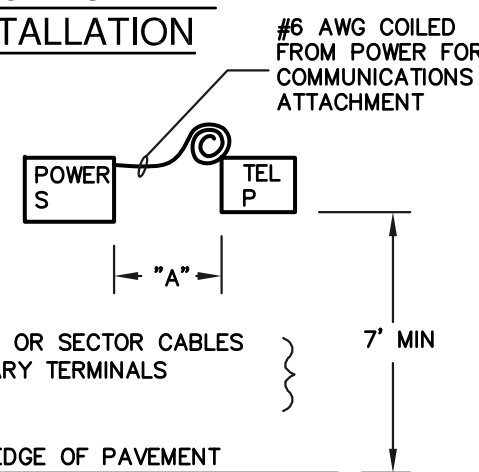 TALLATION
#6 AWG COILED
FROM POWER FOR
COMMUNICATIONS
ATTACHMENT
POWER
S
TEL
P
"A"
OR SECTOR CABLES
ARY TERMINALS
7' MIN
EDGE OF PAVEMENT